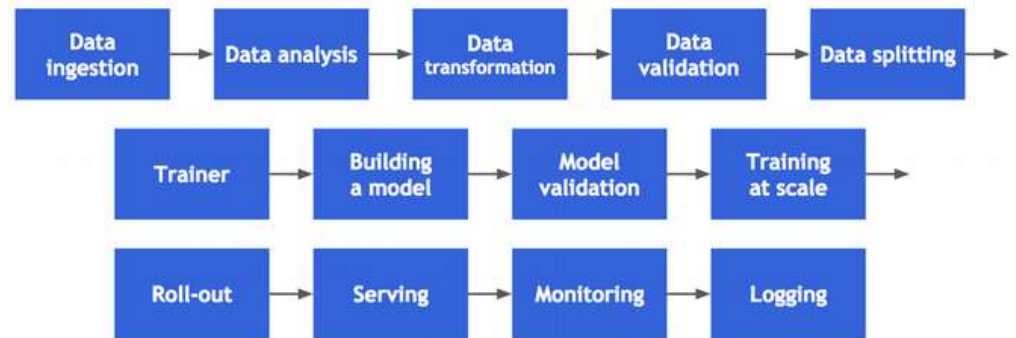 Data
ingestion
Data analysis
Data
transformation
Data
validation
Data splitting
Trainer
Building
a model
Model
validation
Training
at scale
Roll-out
Serving
Monitoring
Logging